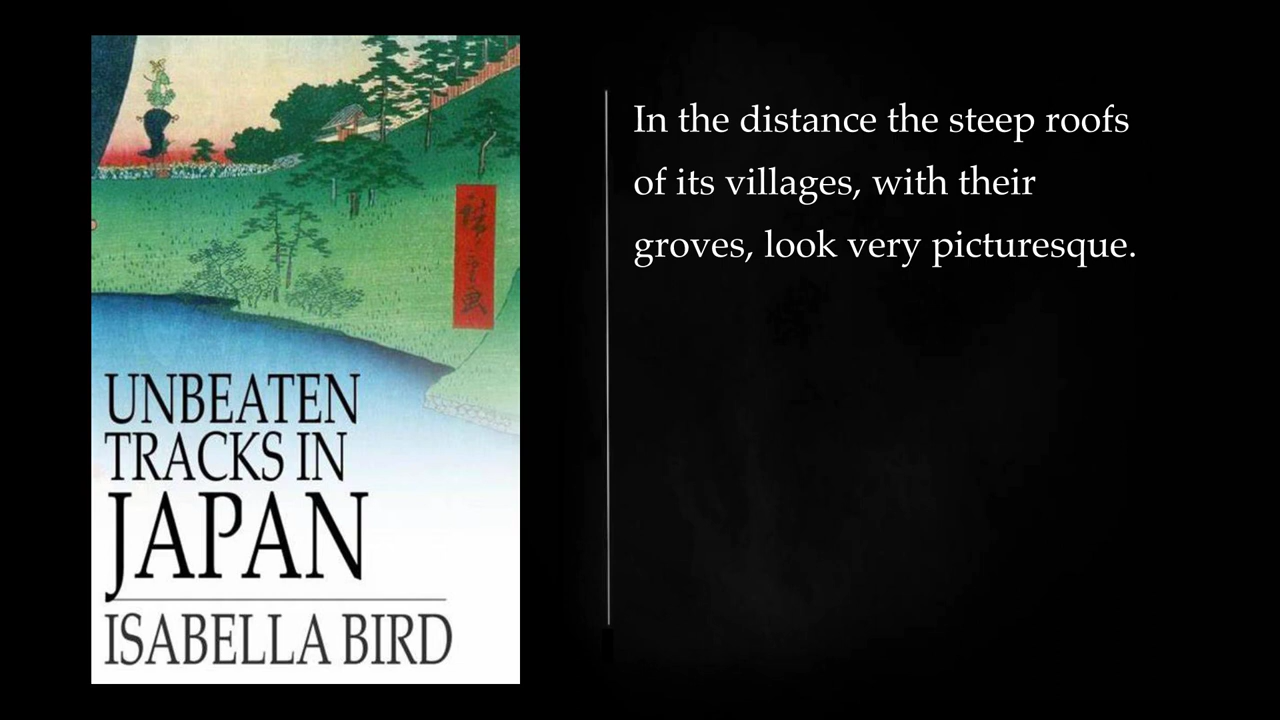 UNBEATEN
TRACKS IN
JAPAN
ISABELLA BIRD
In the distance the steep roofs
of its villages, with their
groves, look very picturesque.